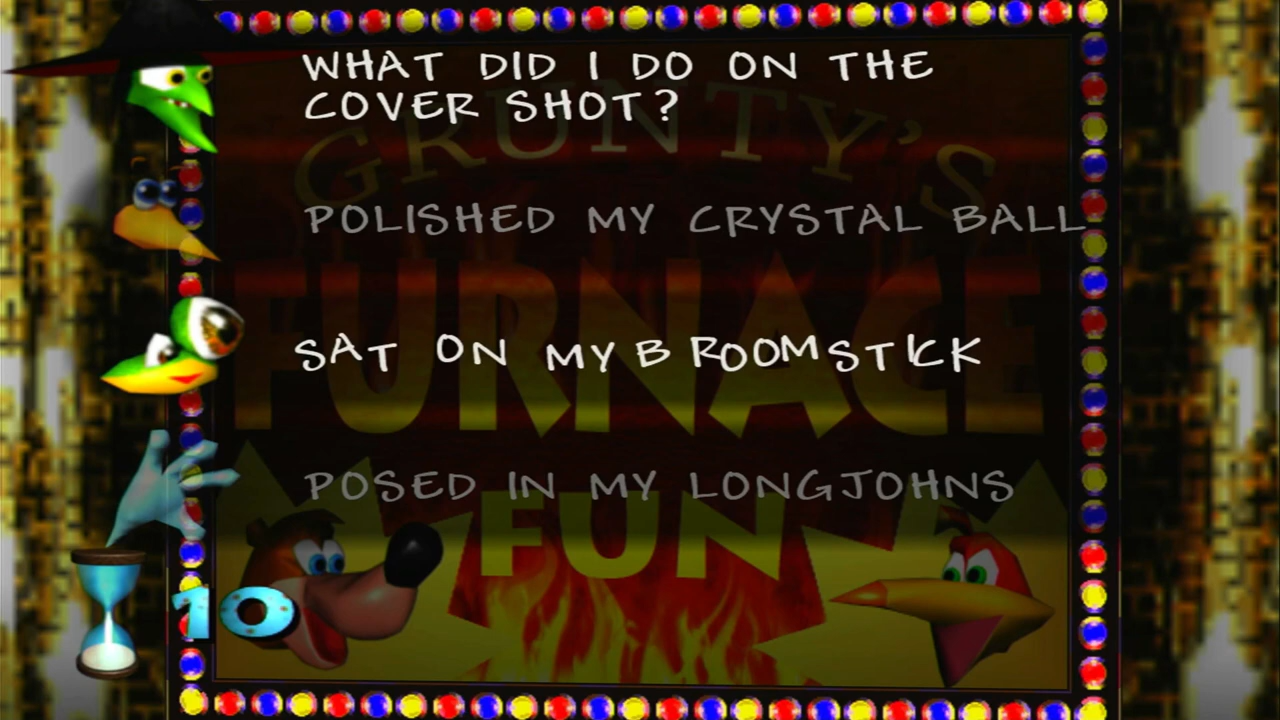 WHAT DID I DO ON THE
COVER SHOT?
GRUNTY'S
POLISHED MY CRYSTAL BALL
FURNACE
SAT ON MY BROOMSTICK
POSED IN MY LONGJOHNS
FUN
10